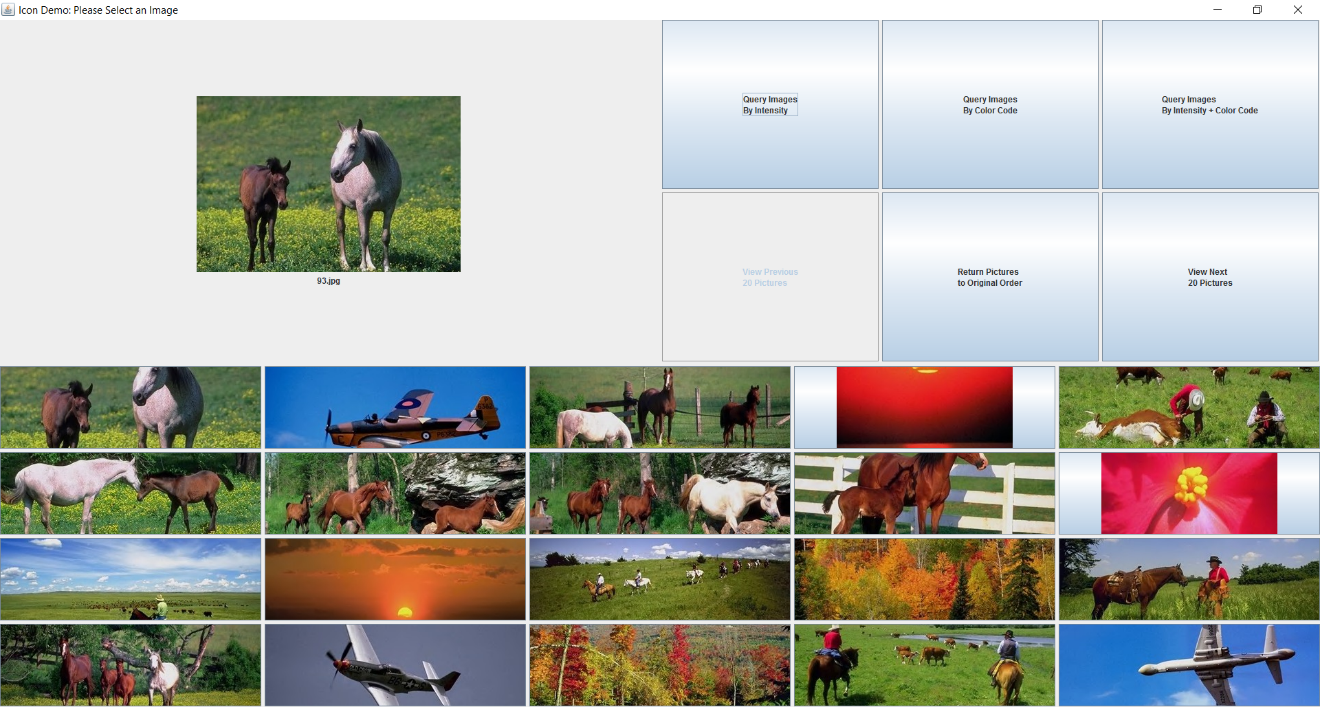 Icon Demo: Please Select an Image
Query Images
By Intensity
Query Images
By Color Code
Query Images
By Intensity + Color Code
View Previous
20 Pictures
Return Pictures
to Original Order
View Next
20 Pictures
93.jpg